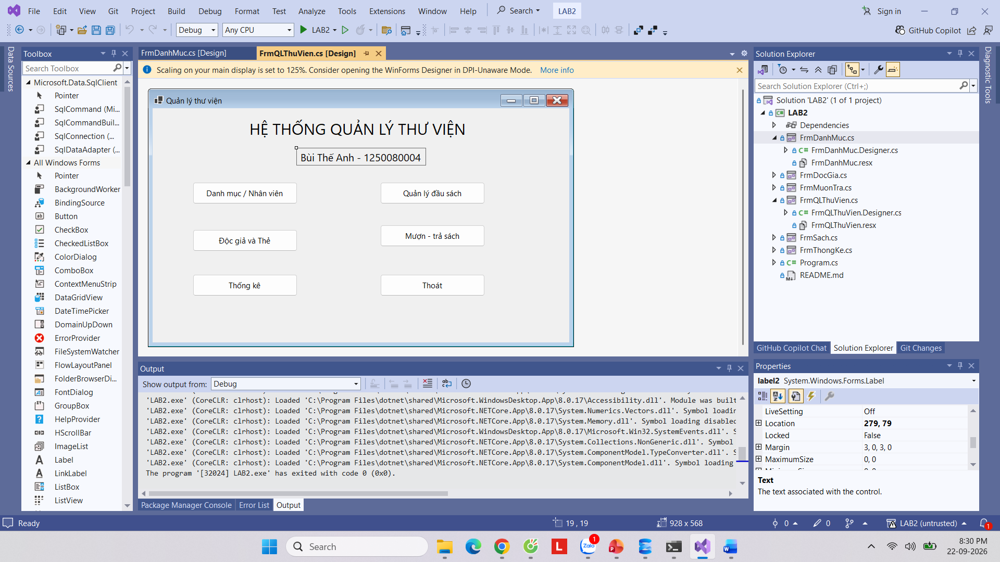 File Edit View Git Project Build Debug Format Test Analyze Tools Extensions Window Help Search LAB2 Sign in
Debug Any CPU LAB2 GitHub Copilot
Data Sources
Toolbox
Search Toolbox
Microsoft.Data.SqlClient
Pointer
SqlCommand (Mi...
SqlCommandBuil...
SqlConnection (...
SqlDataAdapter (...
All Windows Forms
Pointer
BackgroundWorker
BindingSource
Button
CheckBox
CheckedListBox
ColorDialog
ComboBox
ContextMenuStrip
DataGridView
DateTimePicker
DomainUpDown
ErrorProvider
FileSystemWatcher
FlowLayoutPanel
FolderBrowserDi...
FontDialog
GroupBox
HelpProvider
HScrollBar
ImageList
Label
LinkLabel
ListBox
ListView
FrmDanhMuc.cs [Design] FrmQLThuVien.cs [Design]
Scaling on your main display is set to 125%. Consider opening the WinForms Designer in DPI-Unaware Mode. More info
Quản lý thư viện
HỆ THỐNG QUẢN LÝ THƯ VIỆN
Bùi Thế Anh - 1250080004
Danh mục / Nhân viên Quản lý đầu sách
Độc giả và Thẻ Mượn - trả sách
Thống kê Thoát
Output
Show output from: Debug
'LAB2.exe' (CoreCLR: clrhost): Loaded 'C:\Program Files\dotnet\shared\Microsoft.WindowsDesktop.App\8.0.17\Accessibility.dll'. Module was built
'LAB2.exe' (CoreCLR: clrhost): Loaded 'C:\Program Files\dotnet\shared\Microsoft.NETCore.App\8.0.17\System.Numerics.Vectors.dll'. Symbol loadin
'LAB2.exe' (CoreCLR: clrhost): Loaded 'C:\Program Files\dotnet\shared\Microsoft.NETCore.App\8.0.17\System.Memory.dll'. Symbol loading disabled
'LAB2.exe' (CoreCLR: clrhost): Loaded 'C:\Program Files\dotnet\shared\Microsoft.WindowsDesktop.App\8.0.17\Microsoft.Win32.SystemEvents.dll'. S
'LAB2.exe' (CoreCLR: clrhost): Loaded 'C:\Program Files\dotnet\shared\Microsoft.NETCore.App\8.0.17\System.Collections.NonGeneric.dll'. Symbol
'LAB2.exe' (CoreCLR: clrhost): Loaded 'C:\Program Files\dotnet\shared\Microsoft.NETCore.App\8.0.17\System.ComponentModel.TypeConverter.dll'. S
'LAB2.exe' (CoreCLR: clrhost): Loaded 'C:\Program Files\dotnet\shared\Microsoft.NETCore.App\8.0.17\System.ComponentModel.dll'. Symbol loading
The program '[32024] LAB2.exe' has exited with code 0 (0x0).
Package Manager Console Error List Output
Solution Explorer
Search Solution Explorer (Ctrl+;)
Solution 'LAB2' (1 of 1 project)
LAB2
Dependencies
FrmDanhMuc.cs
FrmDanhMuc.Designer.cs
FrmDanhMuc.resx
FrmDocGia.cs
FrmMuonTra.cs
FrmQLThuVien.cs
FrmQLThuVien.Designer.cs
FrmQLThuVien.resx
FrmSach.cs
FrmThongKe.cs
Program.cs
README.md
GitHub Copilot Chat Solution Explorer Git Changes
Properties
label2 System.Windows.Forms.Label
LiveSetting Off
Location 279, 79
Locked False
Margin 3, 0, 3, 0
MaximumSize 0, 0
Text
The text associated with the control.
Diagnostic Tools
Ready 19 , 19 928 x 568 0 0 LAB2 (untrusted) 1
Search
Zalo 1
8:30 PM
22-09-2026